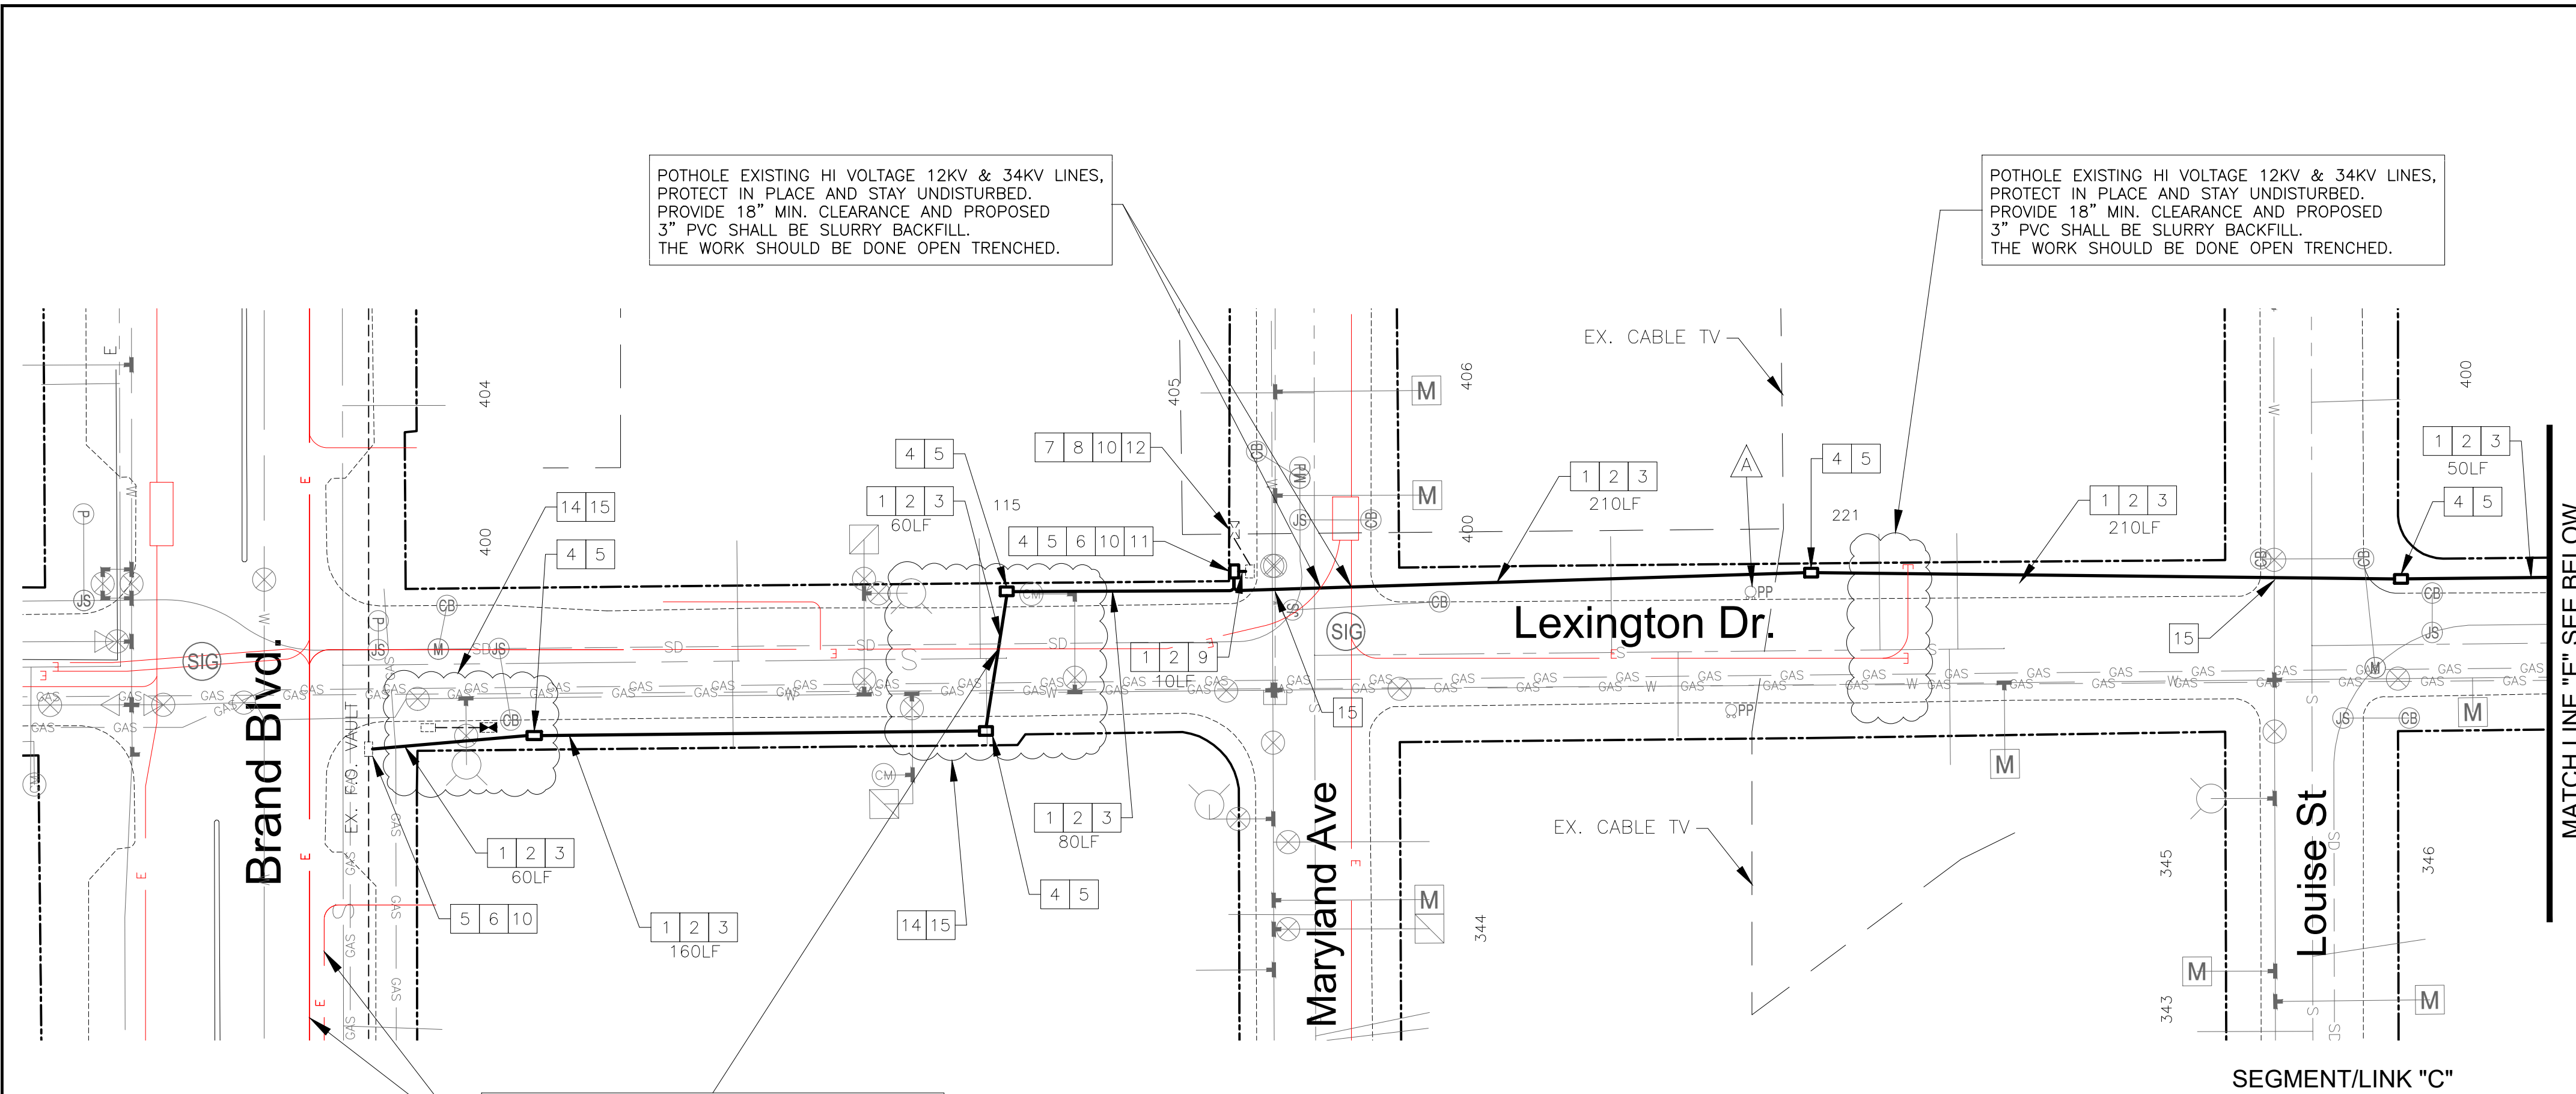 POTHOLE EXISTING HI VOLTAGE 12KV & 34KV LINES,
PROTECT IN PLACE AND STAY UNDISTURBED.
PROVIDE 18” MIN. CLEARANCE AND PROPOSED
3” PVC SHALL BE SLURRY BACKFILL.
THE WORK SHOULD BE DONE OPEN TRENCHED.
POTHOLE EXISTING HI VOLTAGE 12KV & 34KV LINES,
PROTECT IN PLACE AND STAY UNDISTURBED.
PROVIDE 18” MIN. CLEARANCE AND PROPOSED
3” PVC SHALL BE SLURRY BACKFILL.
THE WORK SHOULD BE DONE OPEN TRENCHED.
EX. CABLE TV
404
405
406
400
M
M
4 5
7 8 10 12
1 2 3
60LF
115
14 15
400
4 5
4 5 6 10 11
400
1 2 3
210LF
A
4 5
221
1 2 3
210LF
1 2 3
50LF
4 5
Lexington Dr.
PP
SIG
SIG
15
1 2 9
10LF
15
PP
Brand Blvd.
EX. F.O. VAULT
1 2 3
60LF
5 6 10
1 2 3
160LF
14 15
1 2 3
80LF
4 5
Maryland Ave
M
344
EX. CABLE TV
M
345
343
Louise St
346
M
M
M
MATCH LINE "E" SEE BELOW
SEGMENT/LINK "C"